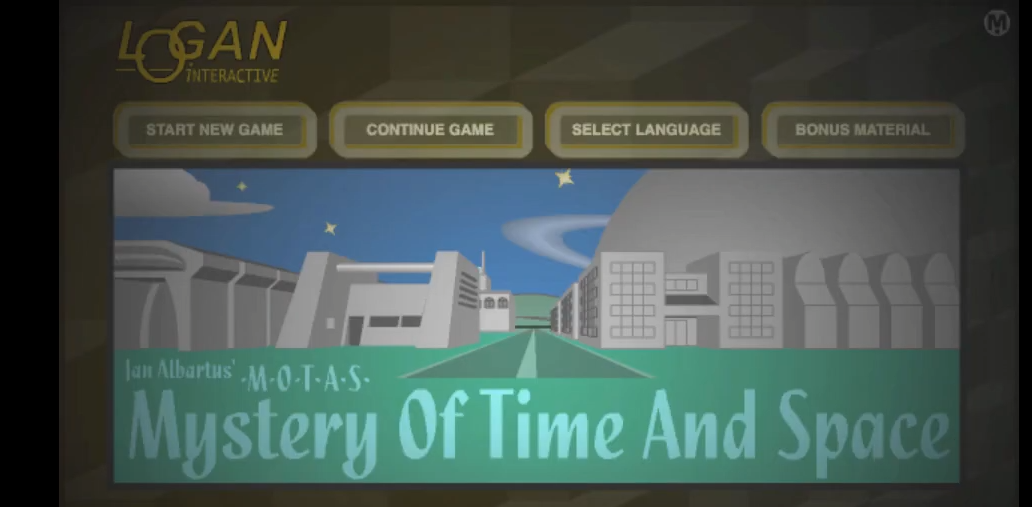 LOGAN
INTERACTIVE
M
START NEW GAME
CONTINUE GAME
SELECT LANGUAGE
BONUS MATERIAL
Jan Albartus' ·M·O·T·A·S·
Mystery Of Time And Space